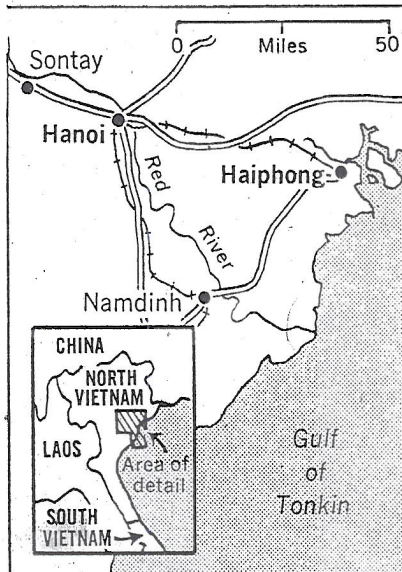 0 50
Miles
Sontay
Hanoi
Red
River
Haiphong
Namdinh
CHINA
NORTH
VIETNAM
LAOS
Area of
detail
SOUTH
VIETNAM
Gulf
of
Tonkin